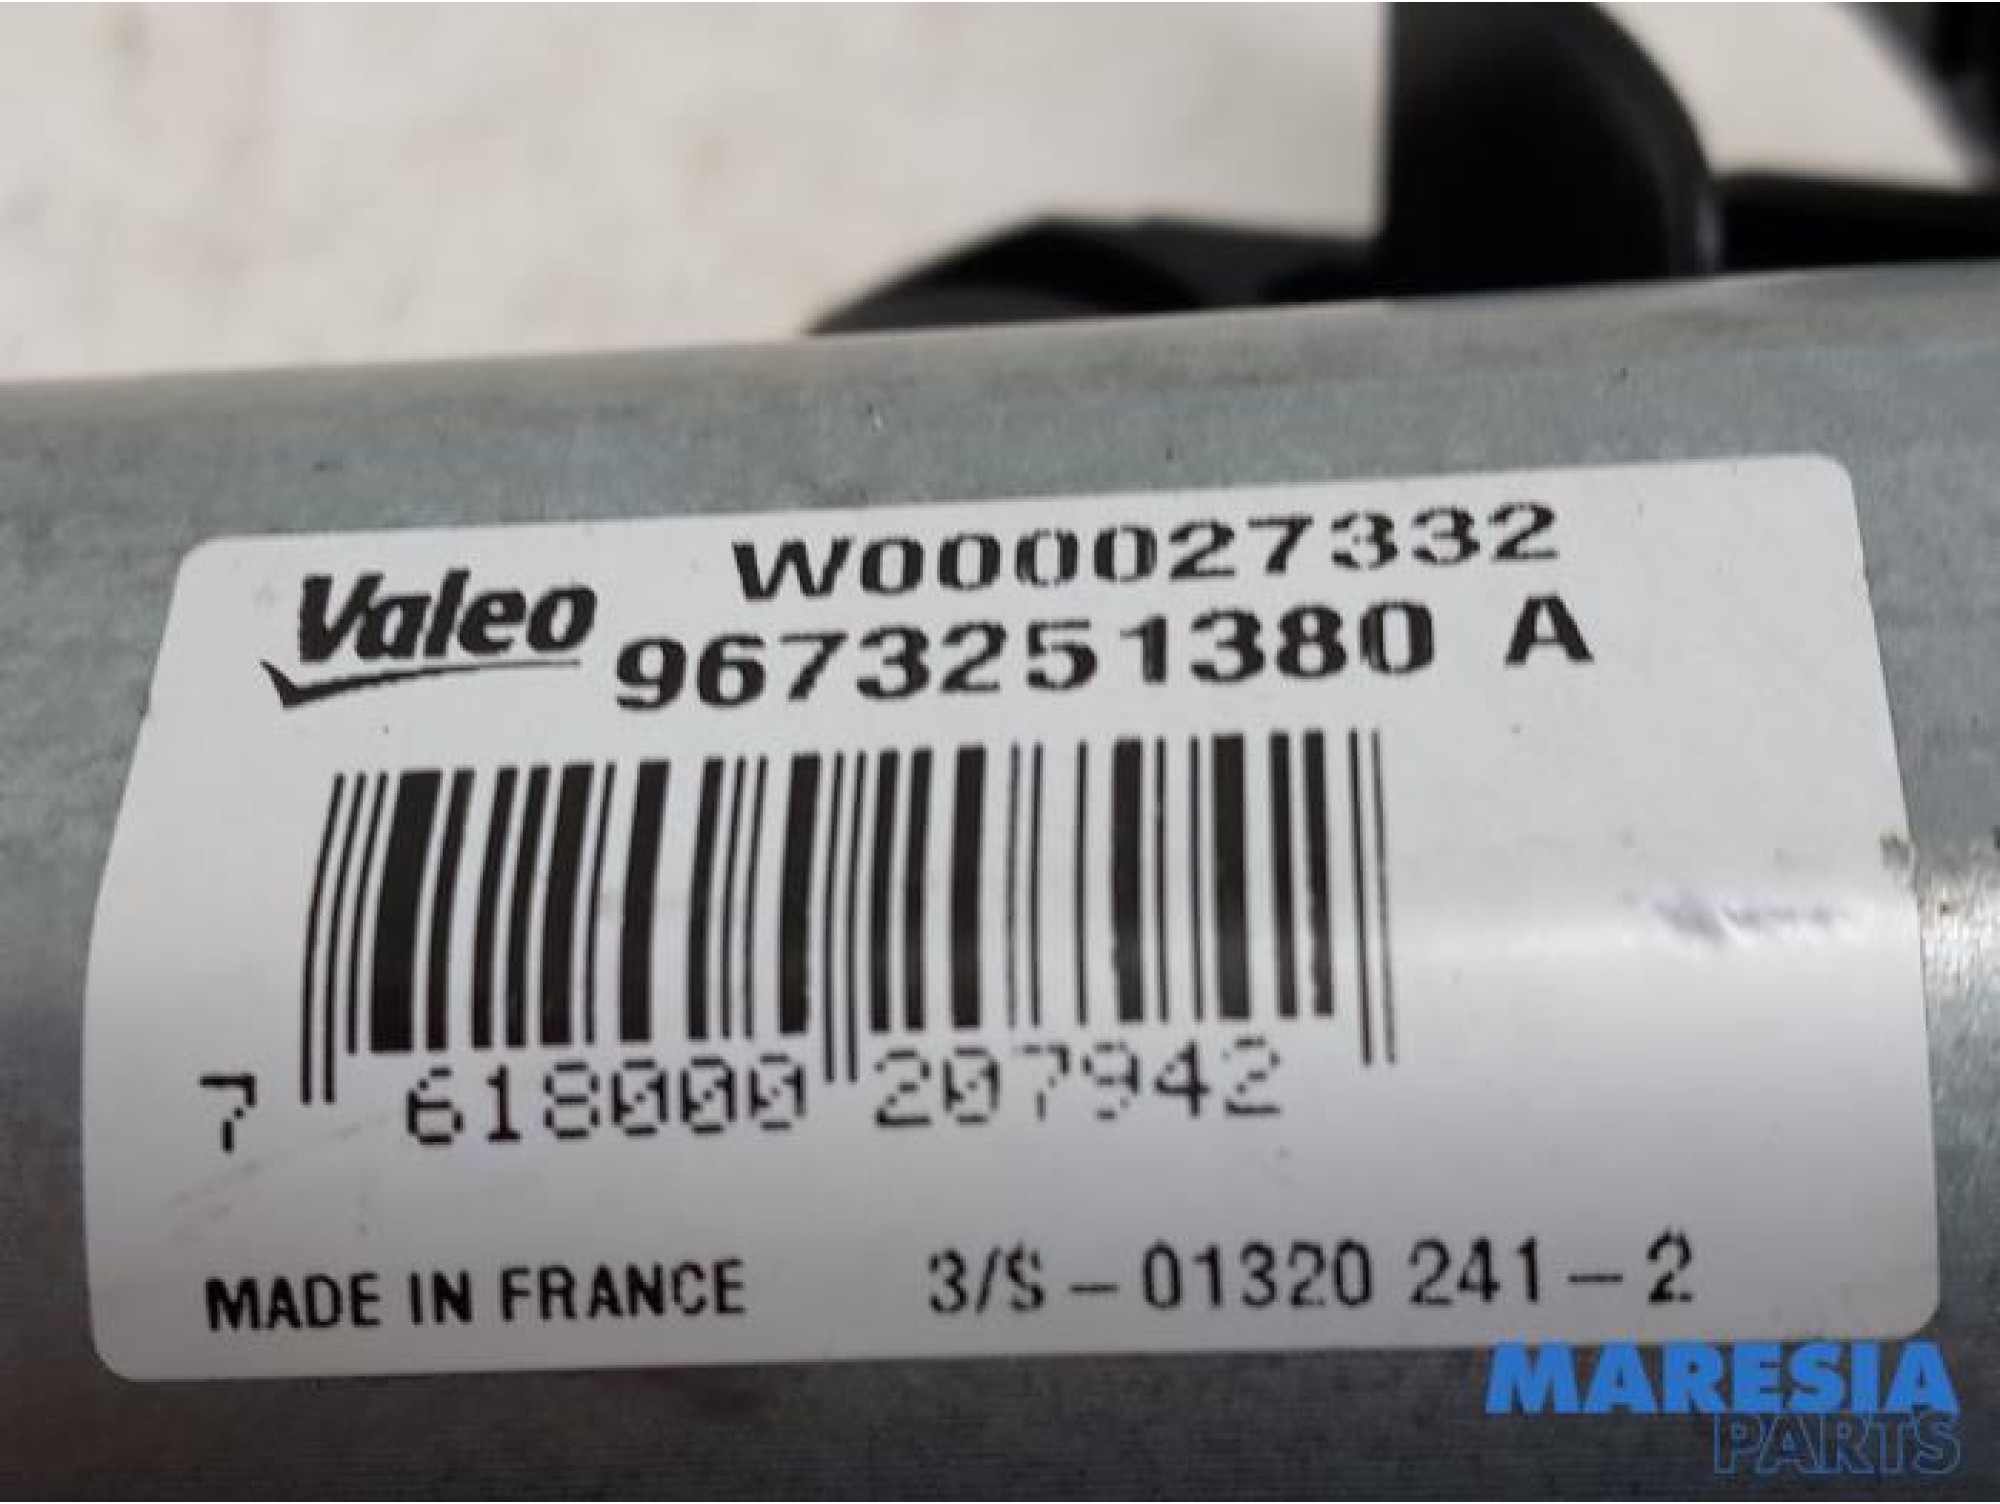 Valeo W000027332
9673251380 A
7 618000 207942
MADE IN FRANCE 3/S-01320 241-2
MARESIA
PARTS